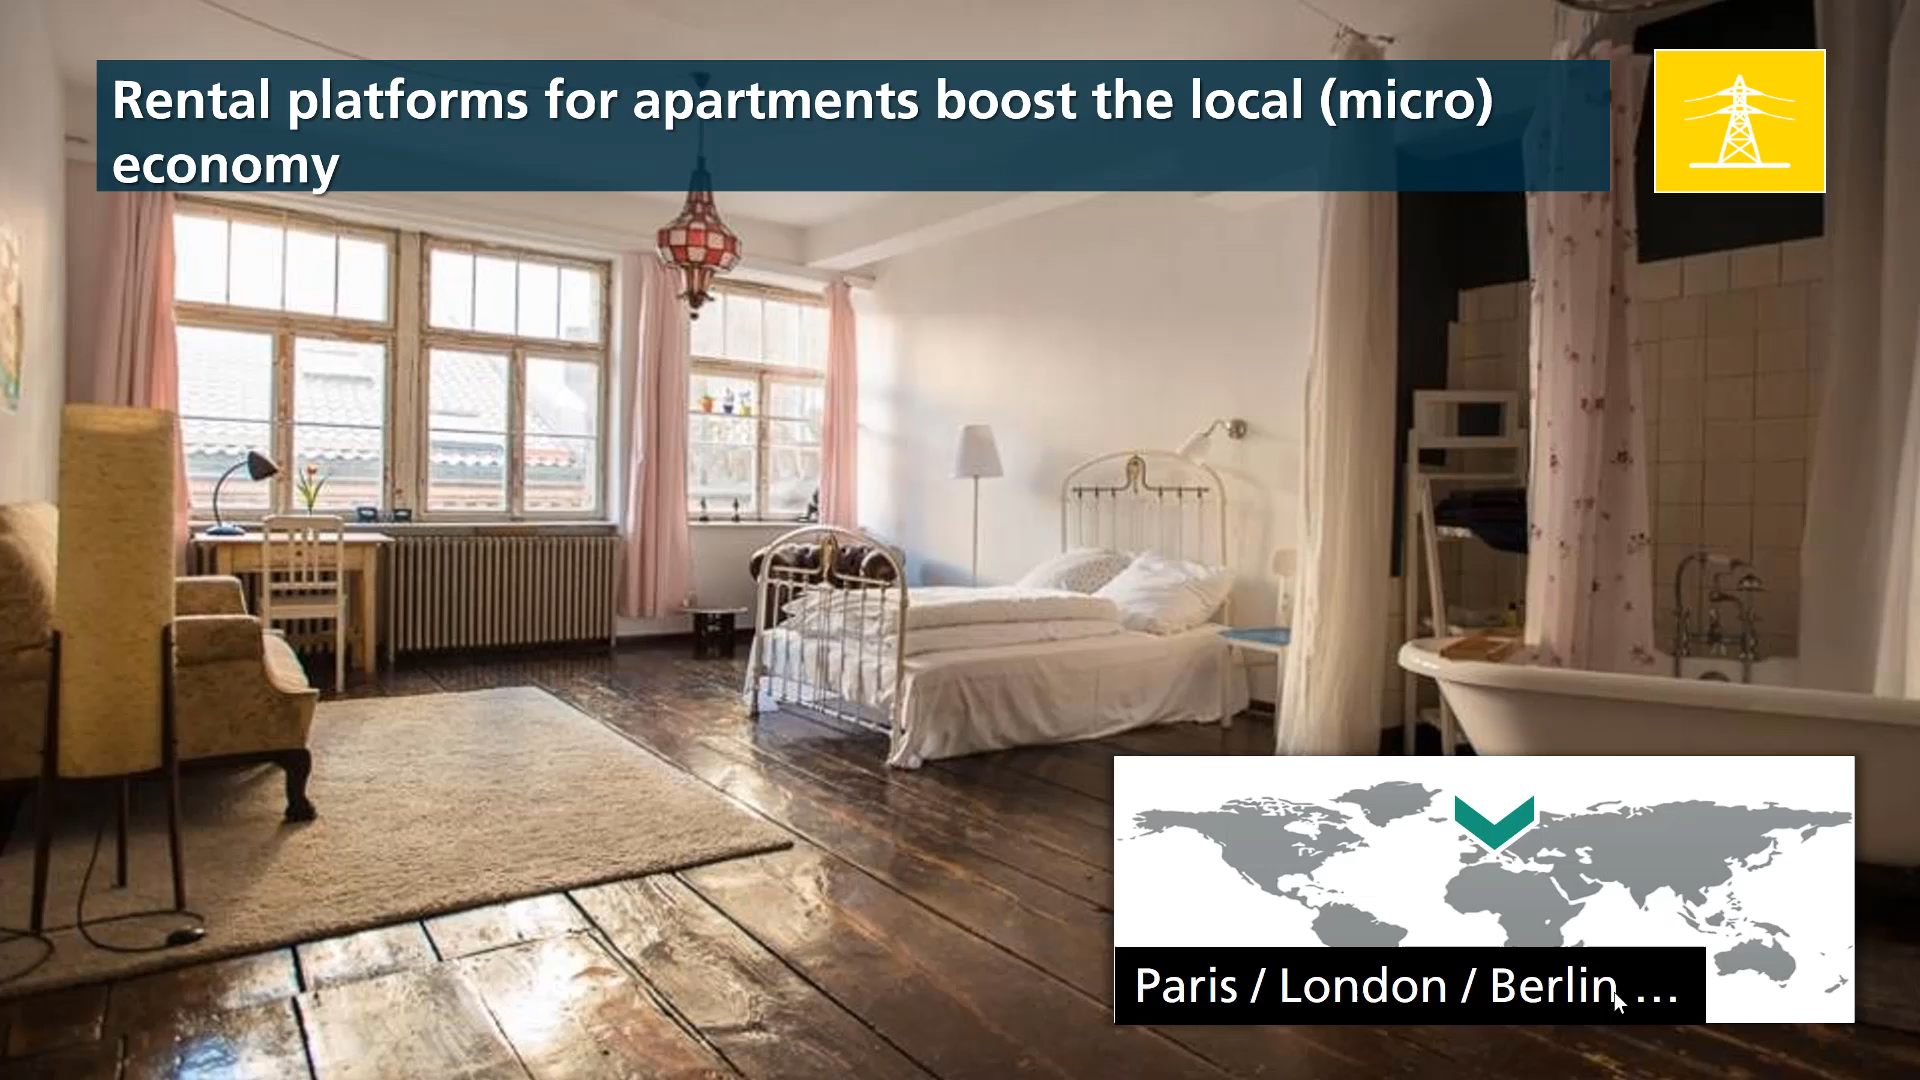 Rental platforms for apartments boost the local (micro)
economy
Paris / London / Berlin ...